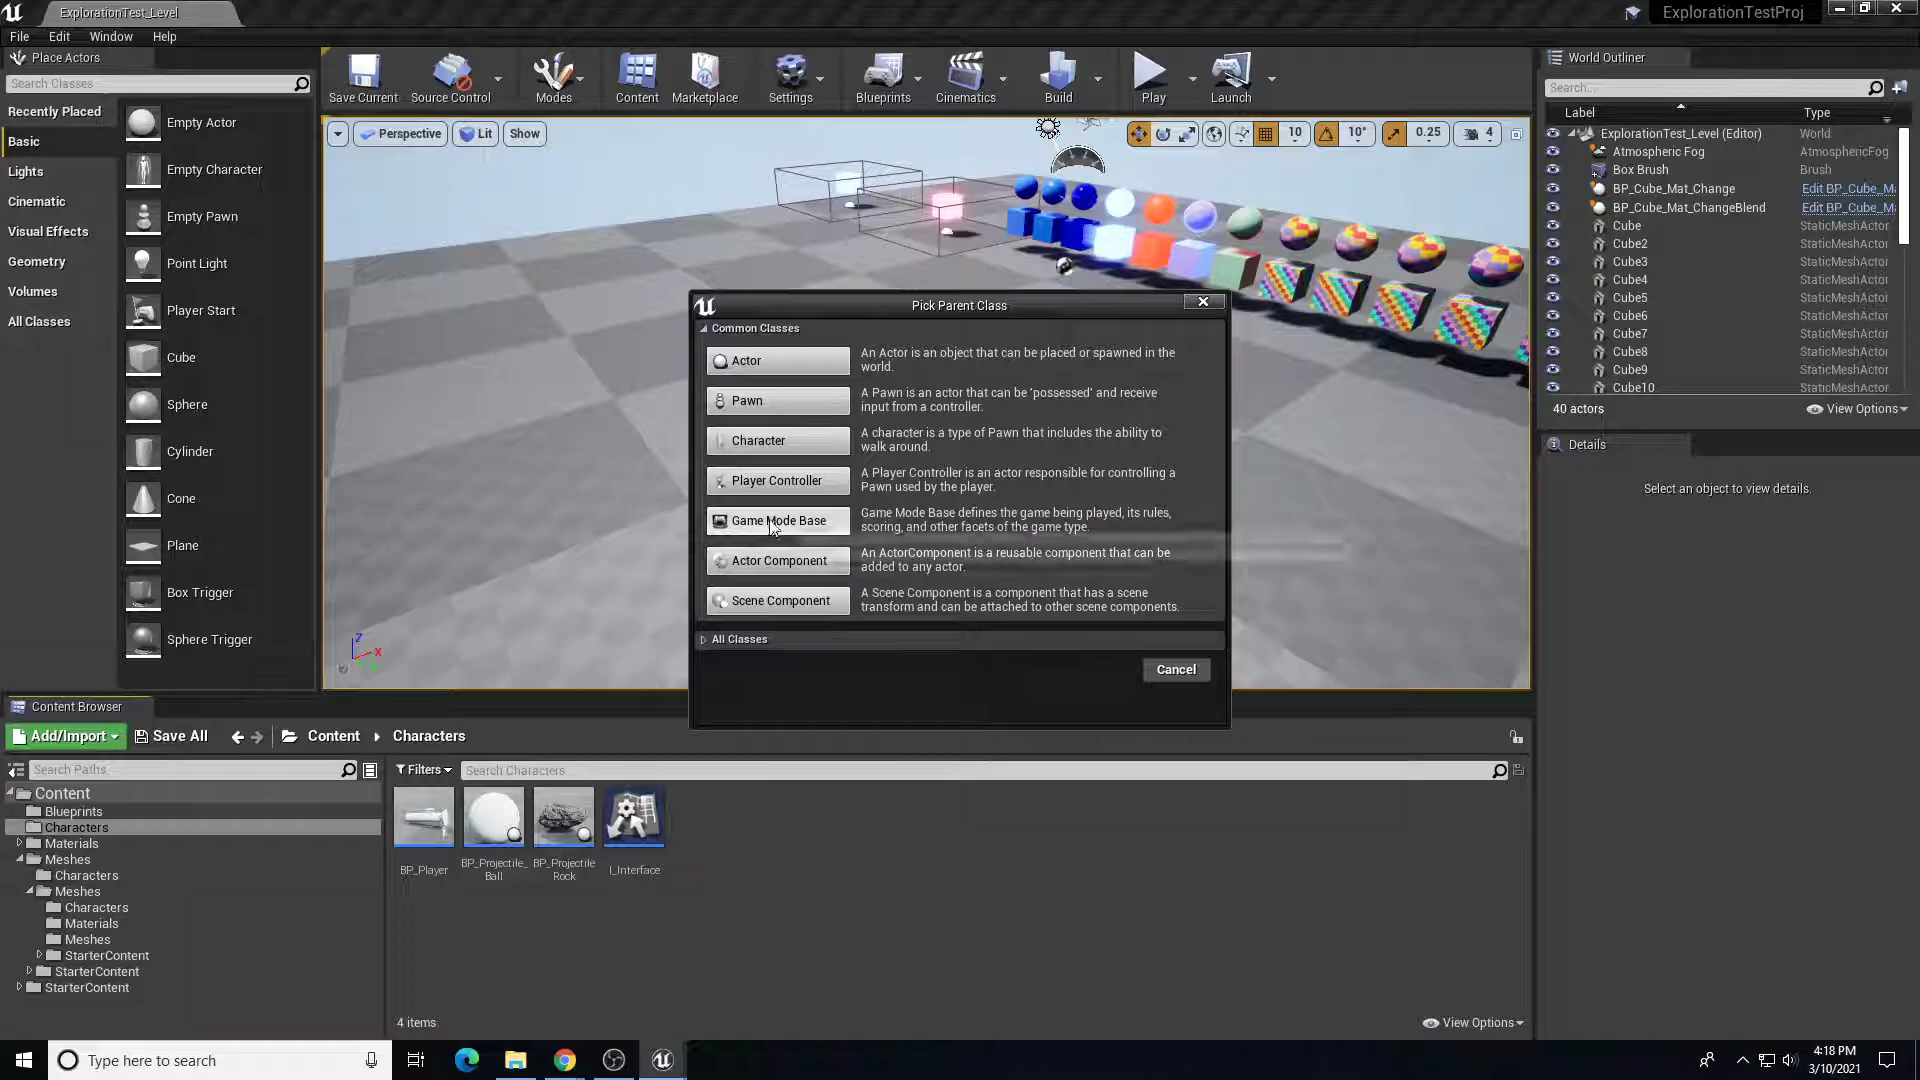 ExplorationTest_Level
ExplorationTestProj
File Edit Window Help
Place Actors
Search Classes
Recently Placed
Basic
Lights
Cinematic
Visual Effects
Geometry
Volumes
All Classes
Empty Actor
Empty Character
Empty Pawn
Point Light
Player Start
Cube
Sphere
Cylinder
Cone
Plane
Box Trigger
Sphere Trigger
Save Current
Source Control
Modes
Content
Marketplace
Settings
Blueprints
Cinematics
Build
Play
Launch
Perspective Lit Show
10 10° 0.25 4
Z
X
Y
Pick Parent Class
Common Classes
Actor
An Actor is an object that can be placed or spawned in the
world.
Pawn
A Pawn is an actor that can be 'possessed' and receive
input from a controller.
Character
A character is a type of Pawn that includes the ability to
walk around.
Player Controller
A Player Controller is an actor responsible for controlling a
Pawn used by the player.
Game Mode Base
Game Mode Base defines the game being played, its rules,
scoring, and other facets of the game type.
Actor Component
An ActorComponent is a reusable component that can be
added to any actor.
Scene Component
A Scene Component is a component that has a scene
transform and can be attached to other scene components.
All Classes
Cancel
World Outliner
Search...
Label Type
ExplorationTest_Level (Editor) World
Atmospheric Fog AtmosphericFog
Box Brush Brush
BP_Cube_Mat_Change Edit BP_Cube_Ma
BP_Cube_Mat_ChangeBlend Edit BP_Cube_Ma
Cube StaticMeshActor
Cube2 StaticMeshActor
Cube3 StaticMeshActor
Cube4 StaticMeshActor
Cube5 StaticMeshActor
Cube6 StaticMeshActor
Cube7 StaticMeshActor
Cube8 StaticMeshActor
Cube9 StaticMeshActor
Cube10 StaticMeshActor
40 actors View Options
Details
Select an object to view details.
Content Browser
Add/Import Save All Content Characters
Search Paths
Content
Blueprints
Characters
Materials
Meshes
Characters
Meshes
Characters
Materials
Meshes
StarterContent
StarterContent
StarterContent
Filters Search Characters
BP_Player
BP_Projectile_
Ball
BP_Projectile
Rock
I_Interface
4 items View Options
Type here to search
4:18 PM
3/10/2021